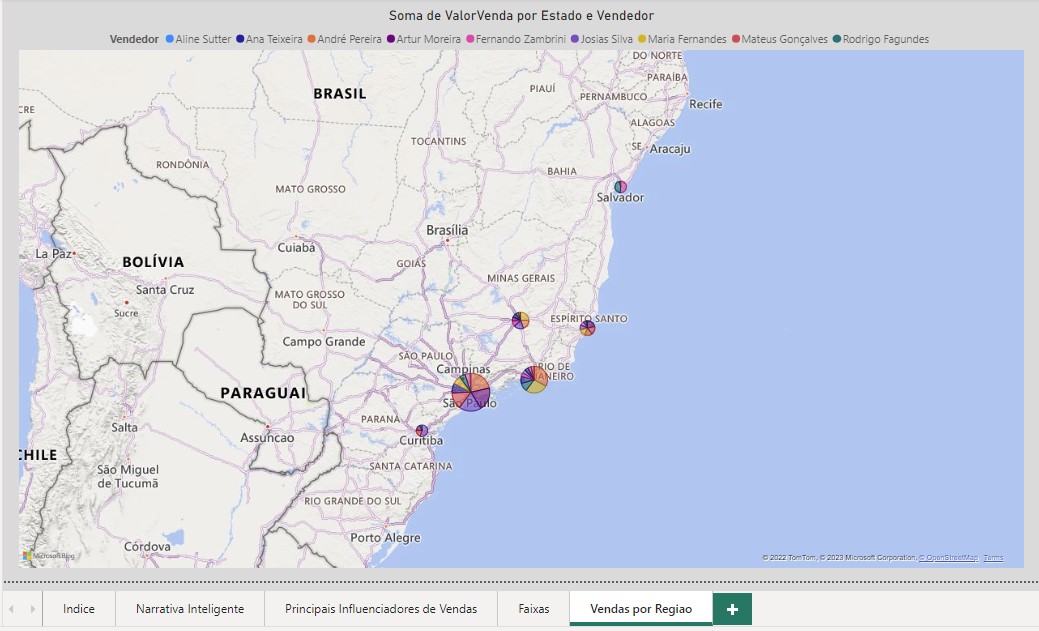 Soma de ValorVenda por Estado e Vendedor
Vendedor Aline Sutter Ana Teixeira André Pereira Artur Moreira Fernando Zambrini Josias Silva Maria Fernandes Mateus Gonçalves Rodrigo Fagundes
DO NORTE
PARAÍBA
BRASIL
PIAUÍ
PERNAMBUCO
Recife
CRE
ALAGOAS
TOCANTINS
SE
Aracaju
RONDÔNIA
BAHIA
MATO GROSSO
Salvador
Brasília
Cuiabá
La Paz
BOLÍVIA
GOIÁS
MINAS GERAIS
Santa Cruz
MATO GROSSO
DO SUL
Sucre
ESPÍRITO SANTO
Campo Grande
SÃO PAULO
Campinas
RIO DE
JANEIRO
PARAGUAI
São Paulo
PARANÁ
Salta
Assuncao
Curitiba
CHILE
São Miguel
de Tucumã
SANTA CATARINA
RIO GRANDE DO SUL
Porto Alegre
Córdova
Microsoft Bing
© 2022 TomTom, © 2023 Microsoft Corporation, © OpenStreetMap Terms
Indice Narrativa Inteligente Principais Influenciadores de Vendas Faixas Vendas por Regiao +